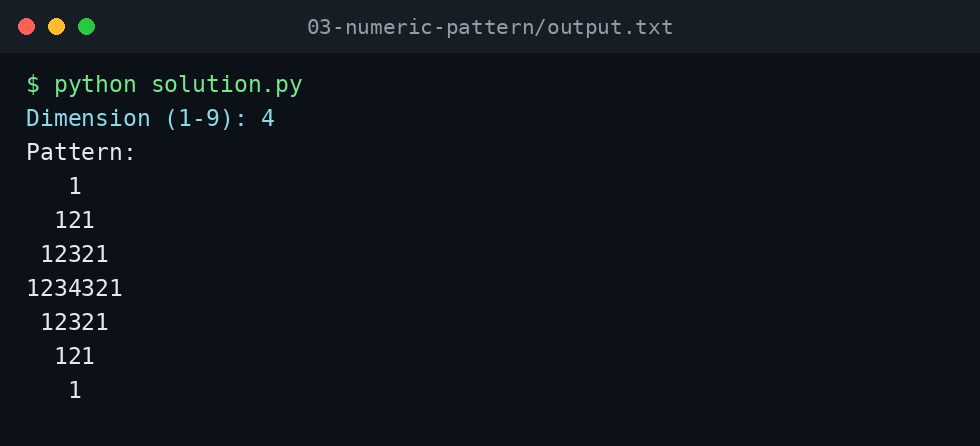 03-numeric-pattern/output.txt
$ python solution.py
Dimension (1-9): 4
Pattern:
   1
  121
 12321
1234321
 12321
  121
   1